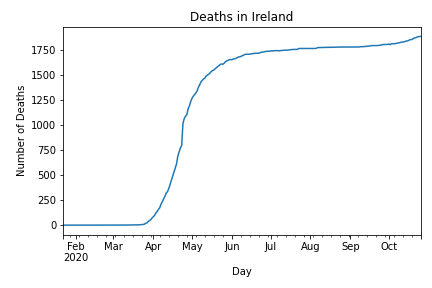 Deaths in Ireland
1750
1500
1250
1000
750
500
250
0
Number of Deaths
Feb Mar Apr May Jun Jul Aug Sep Oct
2020
Day